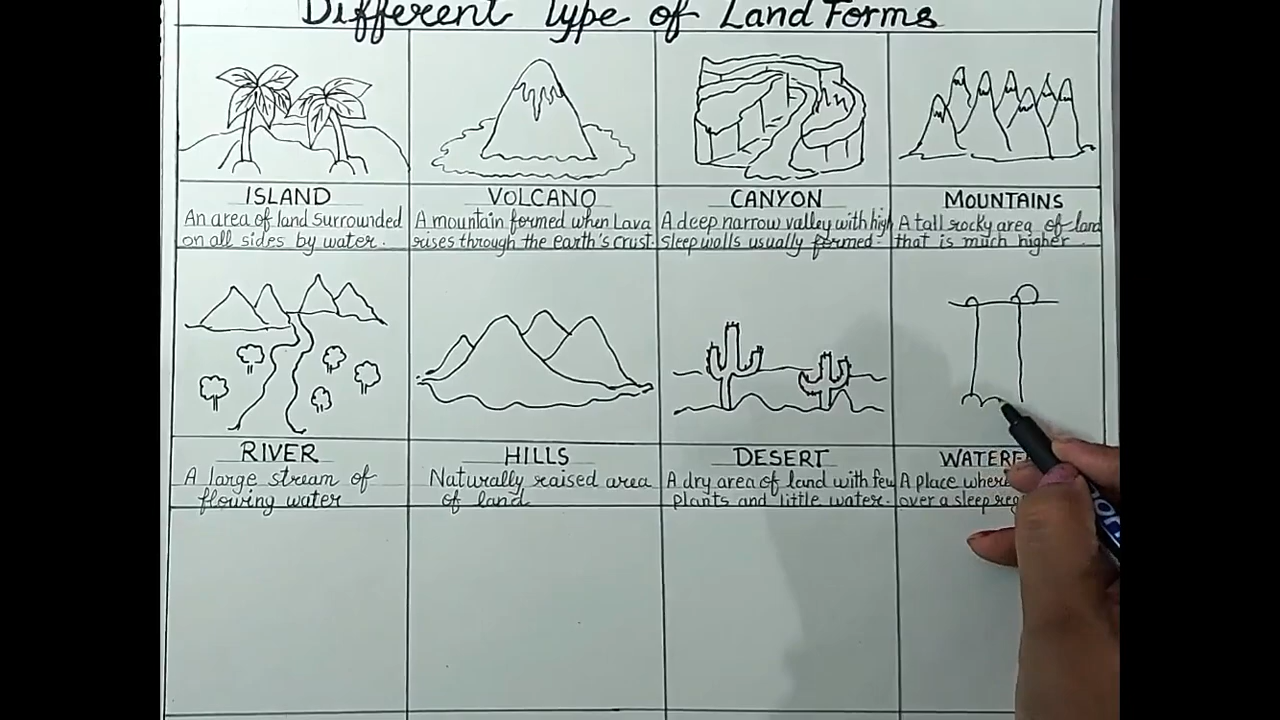 Different Type of Land Forms
ISLAND
An area of land surrounded
on all sides by water.
VOLCANO
A mountain formed when Lava
rises through the earth's crust
CANYON
A deep narrow valley with high
sleep walls usually formed.
MOUNTAINS
A tall rocky area of land
that is much higher
RIVER
A large stream of
flowing water
HILLS
Naturally raised area
of land
DESERT
A dry area of land with few
plants and little water.
A place
over a sleep